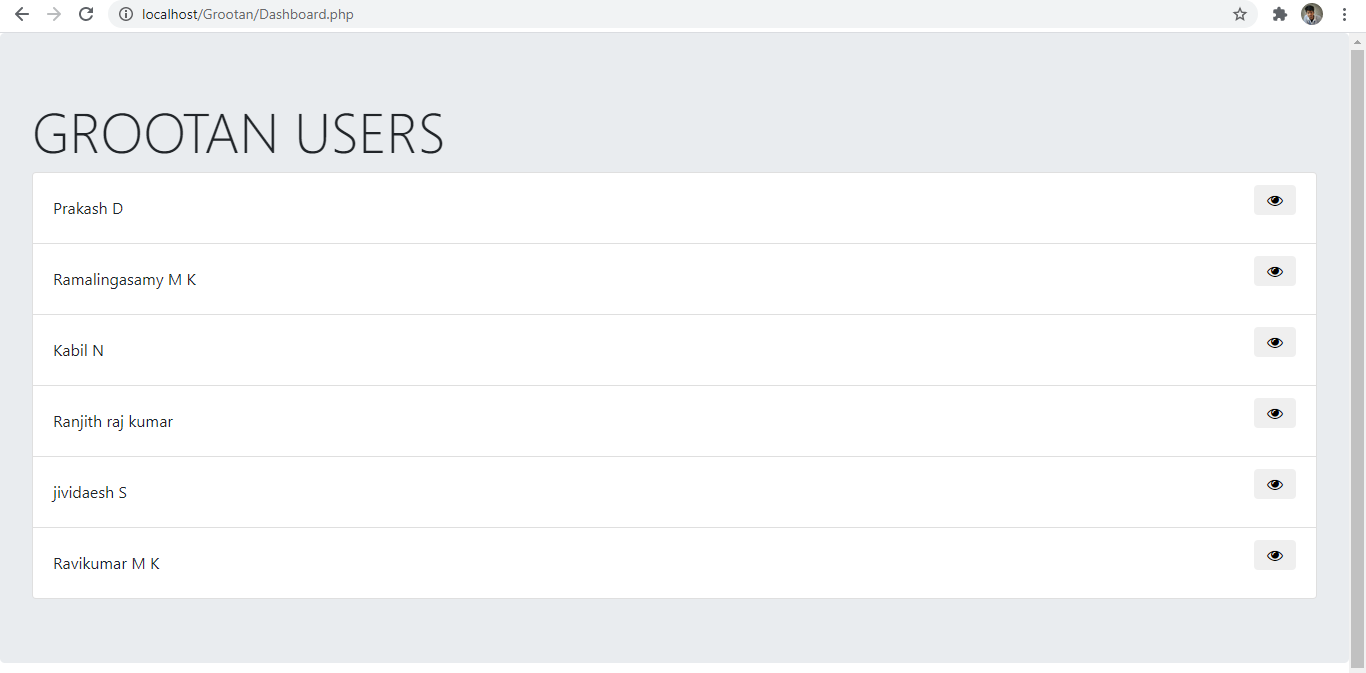 localhost/Grootan/Dashboard.php
GROOTAN USERS
Prakash D
Ramalingasamy M K
Kabil N
Ranjith raj kumar
jividaesh S
Ravikumar M K